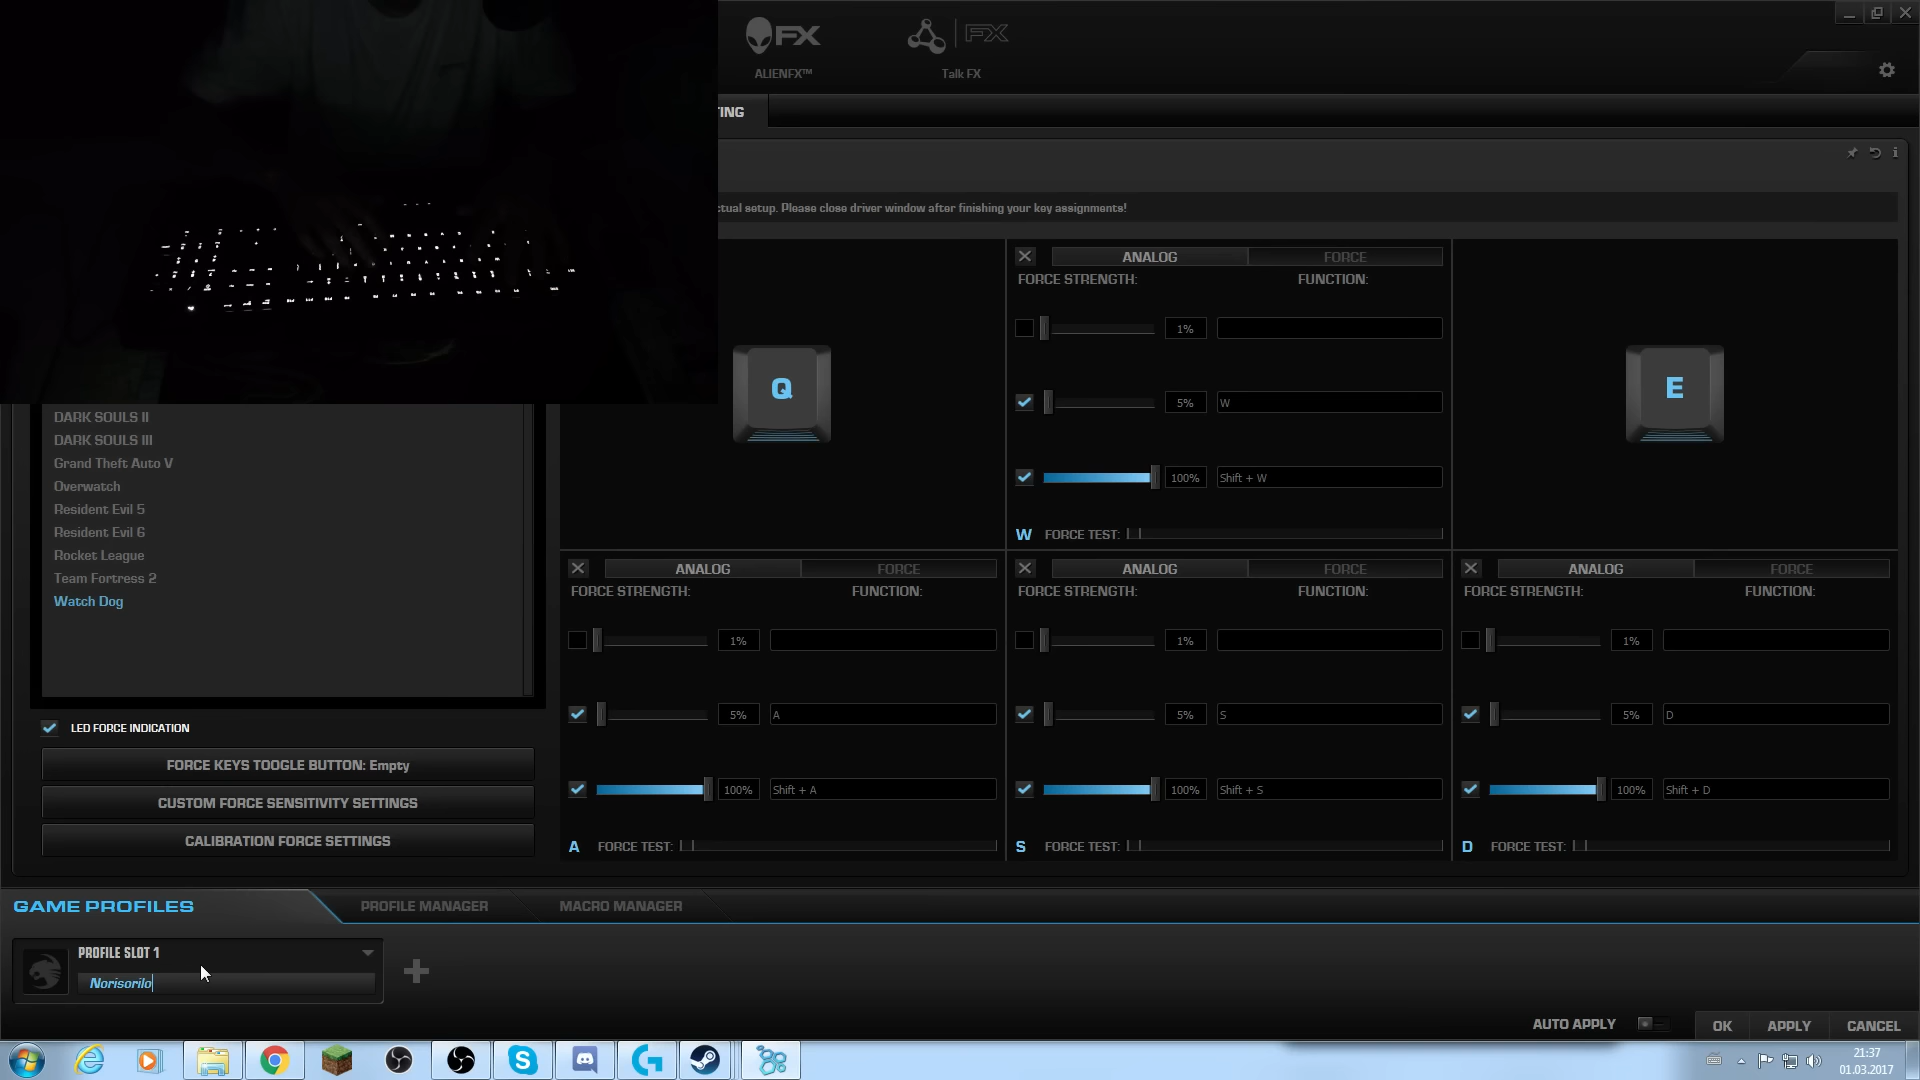 FX
FX
ALIENFX™
Talk FX
TING
ctual setup. Please close driver window after finishing your key assignments!
ANALOG
FORCE
FORCE STRENGTH:
FUNCTION:
1%
Q
E
5%
W
100%
Shift + W
W
FORCE TEST:
DARK SOULS II
DARK SOULS III
Grand Theft Auto V
Overwatch
Resident Evil 5
Resident Evil 6
Rocket League
Team Fortress 2
Watch Dog
LED FORCE INDICATION
FORCE KEYS TOOGLE BUTTON: Empty
CUSTOM FORCE SENSITIVITY SETTINGS
CALIBRATION FORCE SETTINGS
ANALOG
FORCE
FORCE STRENGTH:
FUNCTION:
1%
5%
A
100%
Shift + A
A
FORCE TEST:
ANALOG
FORCE
FORCE STRENGTH:
FUNCTION:
1%
5%
S
100%
Shift + S
S
FORCE TEST:
ANALOG
FORCE
FORCE STRENGTH:
FUNCTION:
1%
5%
D
100%
Shift + D
D
FORCE TEST:
GAME PROFILES
PROFILE MANAGER
MACRO MANAGER
PROFILE SLOT 1
Norisorilo
AUTO APPLY
OK
APPLY
CANCEL
21:37
01.03.2017